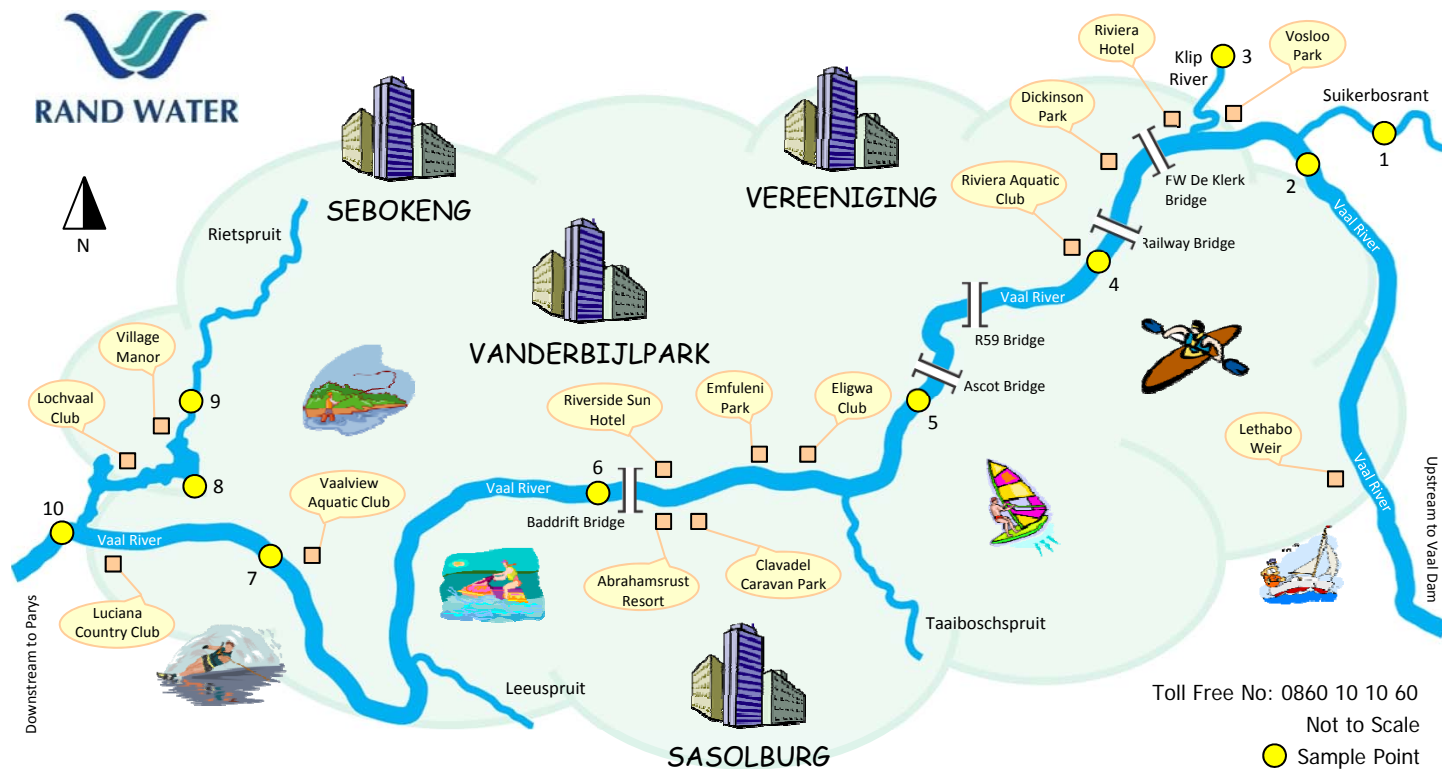 RAND WATER
N
SEBOKENG
VEREENIGING
VANDERBIJLPARK
SASOLBURG
Riviera
Hotel
Klip
River
3
Vosloo
Park
Suikerbosrant
1
2
Dickinson
Park
FW De Klerk
Bridge
Riviera Aquatic
Club
Railway Bridge
4
Vaal River
Vaal River
R59 Bridge
Ascot Bridge
5
Vaal River
Lethabo
Weir
Upstream to Vaal Dam
Rietspruit
Village
Manor
Lochvaal
Club
9
8
10
Vaalview
Aquatic Club
Vaal River
7
Luciana
Country Club
Downstream to Parys
Riverside Sun
Hotel
Emfuleni
Park
Eligwa
Club
6
Vaal River
Baddrift Bridge
Abrahamsrust
Resort
Clavadel
Caravan Park
Taaiboschspruit
Leeuspruit
Toll Free No: 0860 10 10 60
Not to Scale
Sample Point